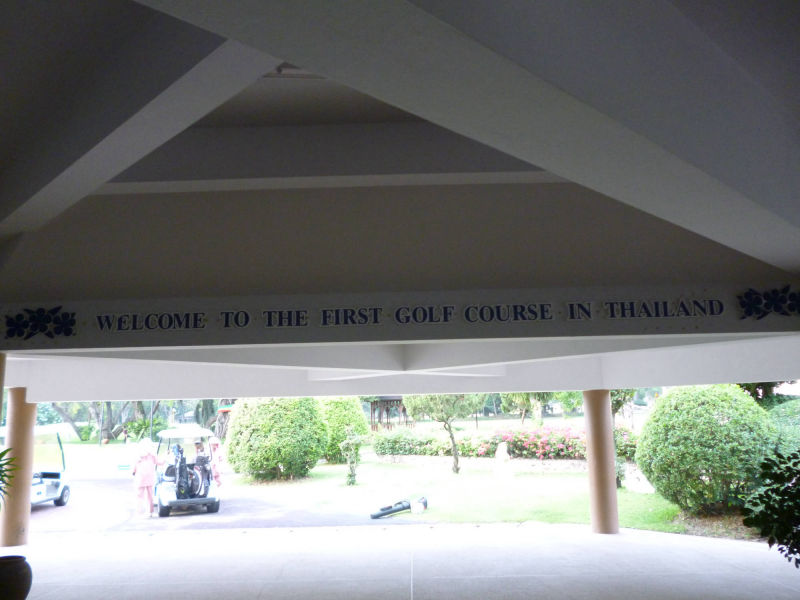 WELCOME TO THE FIRST GOLF COURSE IN THAILAND